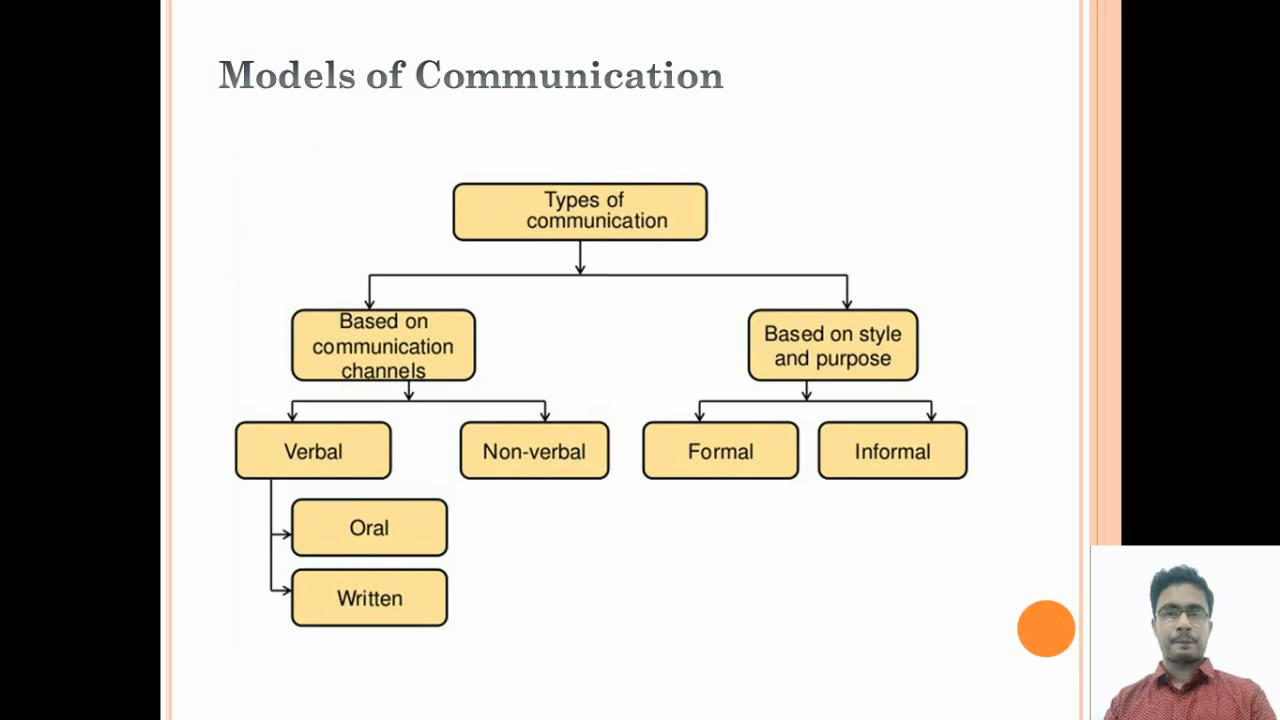 Models of Communication
Types of
communication
Based on
communication
channels
Based on style
and purpose
Verbal
Non-verbal
Formal
Informal
Oral
Written